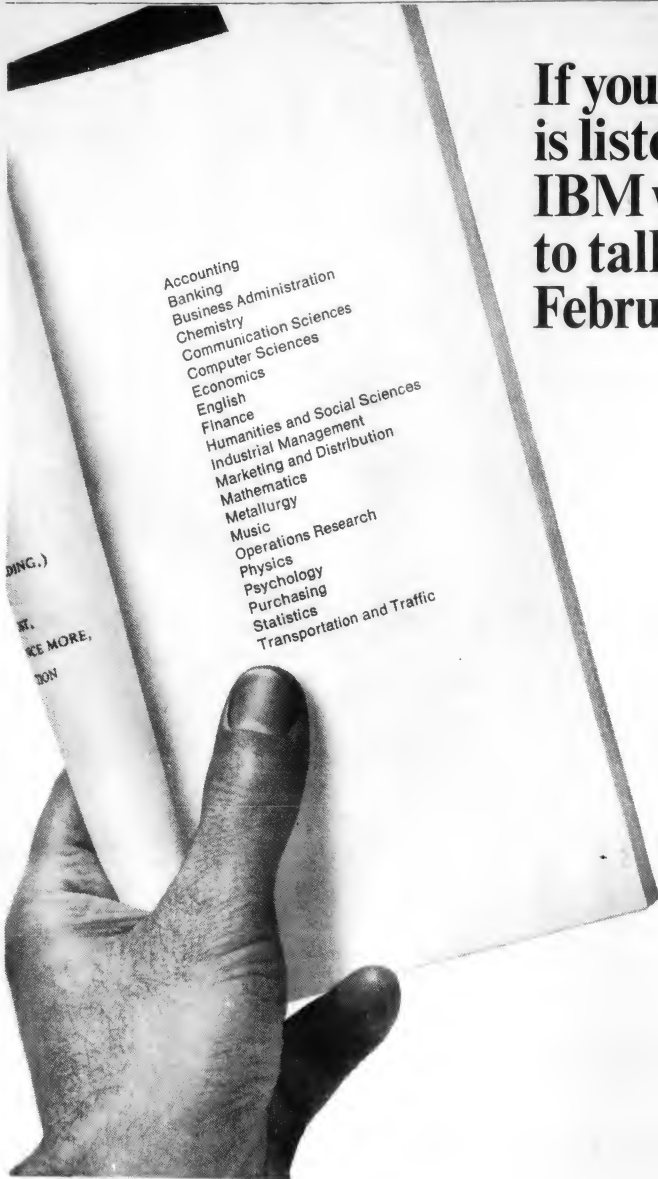 If you
is liste
IBM
to tal
Febru
Accounting
Banking
Business Administration
Chemistry
Communication Sciences
Computer Sciences
Economics
English
Finance
Humanities and Social Sciences
Industrial Management
Marketing and Distribution
Mathematics
Metallurgy
Music
Operations Research
Physics
Psychology
Purchasing
Statistics
Transportation and Traffic
DING.)
CE MORE,